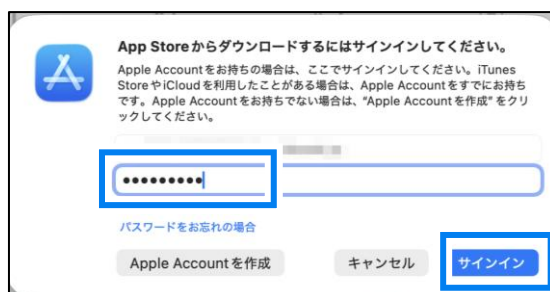 App Storeからダウンロードするにはサインインしてください。
Apple Accountをお持ちの場合は、ここでサインインしてください。iTunes
StoreやiCloudを利用したことがある場合は、Apple Accountをすでにお持ち
です。Apple Accountをお持ちでない場合は、“Apple Accountを作成”をクリ
ックしてください。
•••••••••
パスワードをお忘れの場合
Apple Accountを作成 キャンセル サインイン